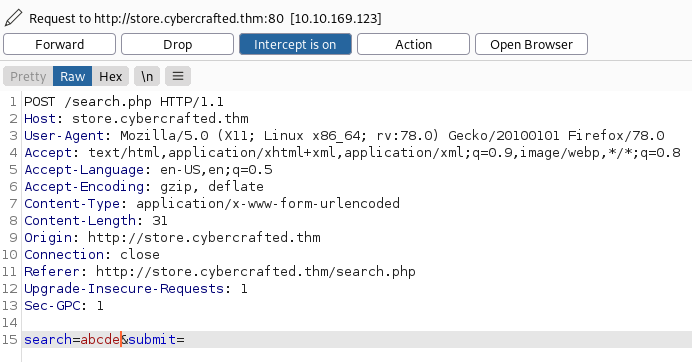 Request to http://store.cybercrafted.thm:80 [10.10.169.123]
Forward Drop Intercept is on Action Open Browser
Pretty Raw Hex \n
1 POST /search.php HTTP/1.1
2 Host: store.cybercrafted.thm
3 User-Agent: Mozilla/5.0 (X11; Linux x86_64; rv:78.0) Gecko/20100101 Firefox/78.0
4 Accept: text/html,application/xhtml+xml,application/xml;q=0.9,image/webp,*/*;q=0.8
5 Accept-Language: en-US,en;q=0.5
6 Accept-Encoding: gzip, deflate
7 Content-Type: application/x-www-form-urlencoded
8 Content-Length: 31
9 Origin: http://store.cybercrafted.thm
10 Connection: close
11 Referer: http://store.cybercrafted.thm/search.php
12 Upgrade-Insecure-Requests: 1
13 Sec-GPC: 1
14
15 search=abcde&submit=